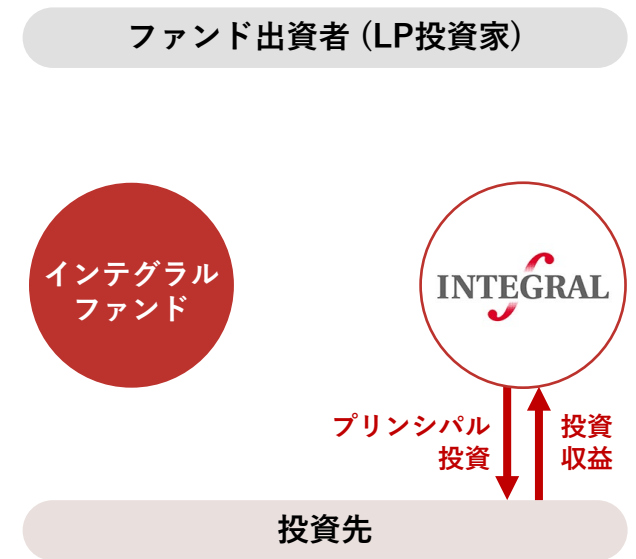 ファンド出資者 (LP投資家)
インテグラル
ファンド
INTEGRAL
プリンシパル
投資
投資
収益
投資先